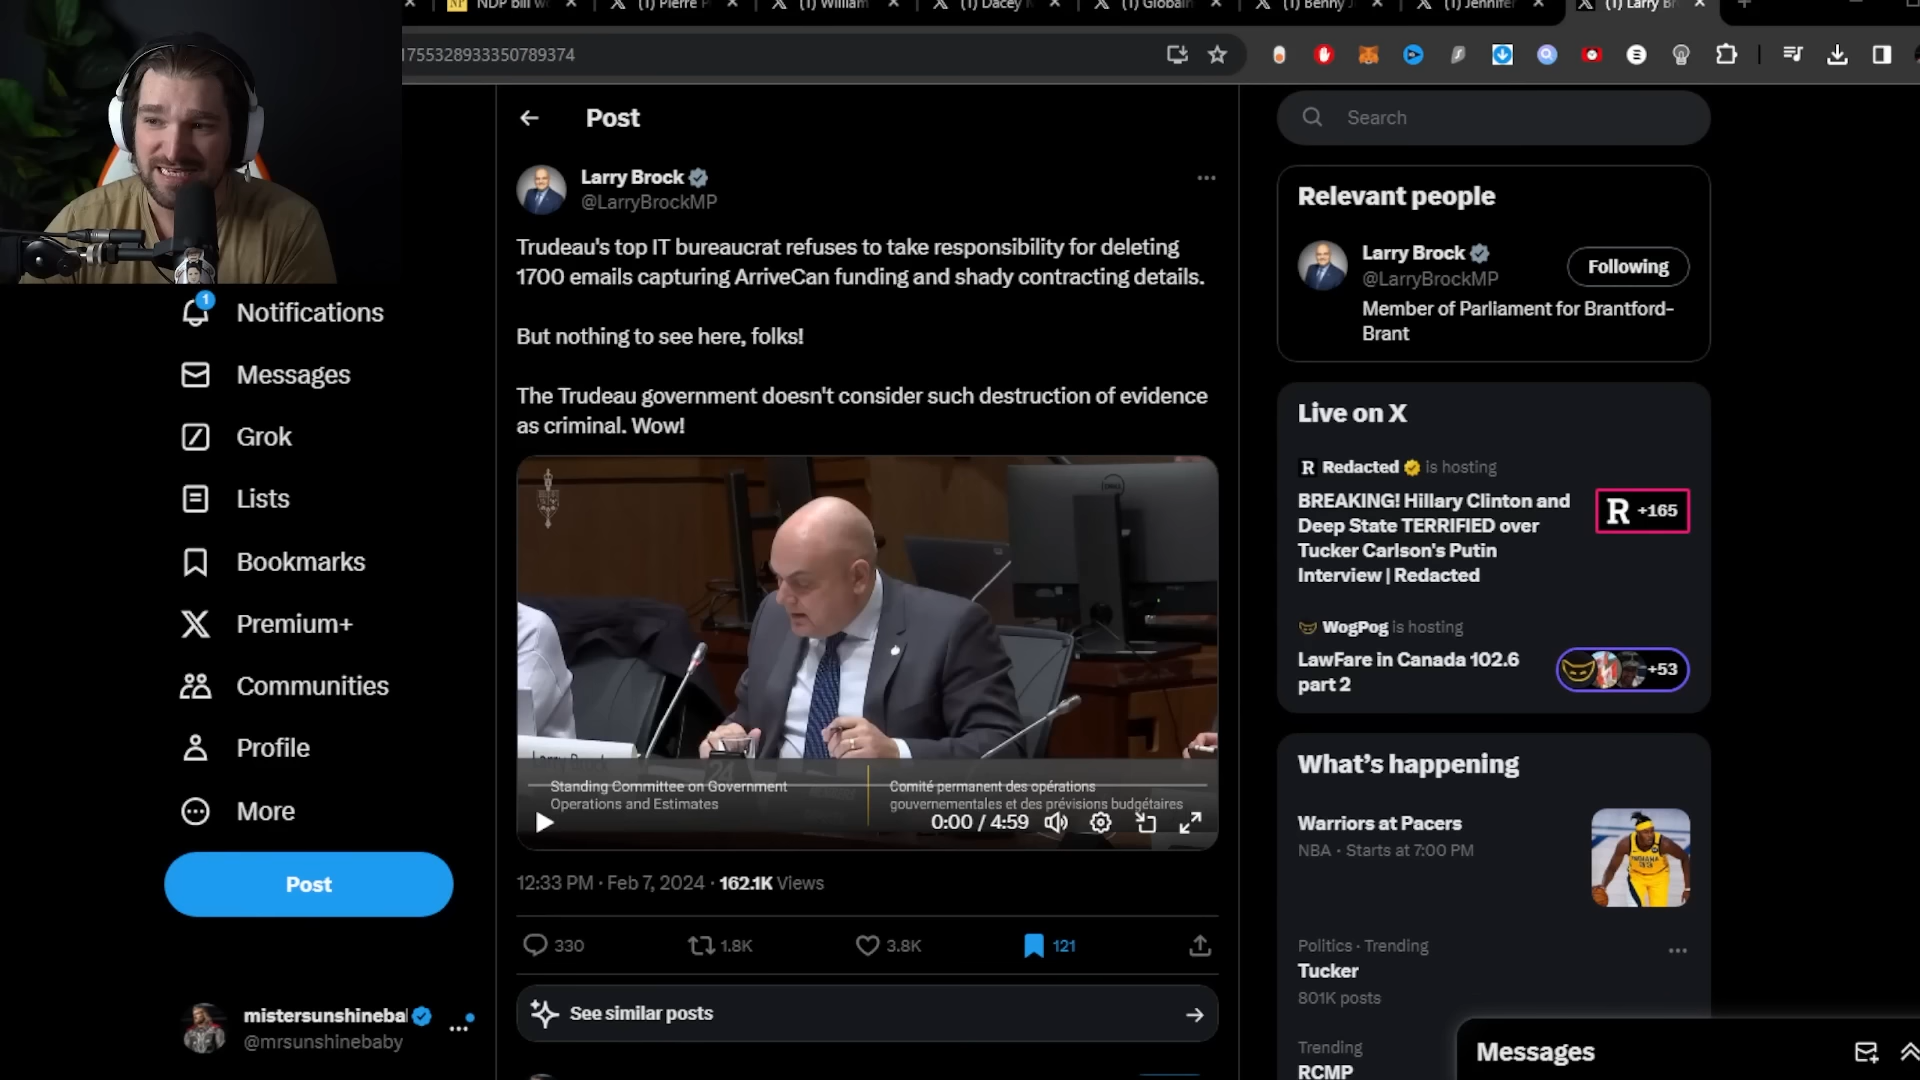 NDP bill w
(1) Pierre P
(1) William
(1) Dacey
(1) Globaln
(1) Benny J
(1) Jennifer
(1) Larry Br
1755328933350789374
Post
Larry Brock
@LarryBrockMP
Trudeau's top IT bureaucrat refuses to take responsibility for deleting
1700 emails capturing ArriveCan funding and shady contracting details.
But nothing to see here, folks!
The Trudeau government doesn't consider such destruction of evidence
as criminal. Wow!
DELL
Larry Brock
24
Standing Committee on Government
Operations and Estimates
Comité permanent des opérations
gouvernementales et des prévisions budgétaires
0:00 / 4:59
12:33 PM · Feb 7, 2024 · 162.1K Views
330
1.8K
3.8K
121
See similar posts
1
Notifications
Messages
Grok
Lists
Bookmarks
Premium+
Communities
Profile
More
Post
mistersunshinebal
@mrsunshinebaby
Search
Relevant people
Larry Brock
@LarryBrockMP
Following
Member of Parliament for Brantford-
Brant
Live on X
R Redacted is hosting
BREAKING! Hillary Clinton and
Deep State TERRIFIED over
Tucker Carlson's Putin
Interview | Redacted
R +165
WogPog is hosting
LawFare in Canada 102.6
part 2
+53
What's happening
Warriors at Pacers
NBA · Starts at 7:00 PM
Politics · Trending
Tucker
801K posts
Trending
RCMP
Messages